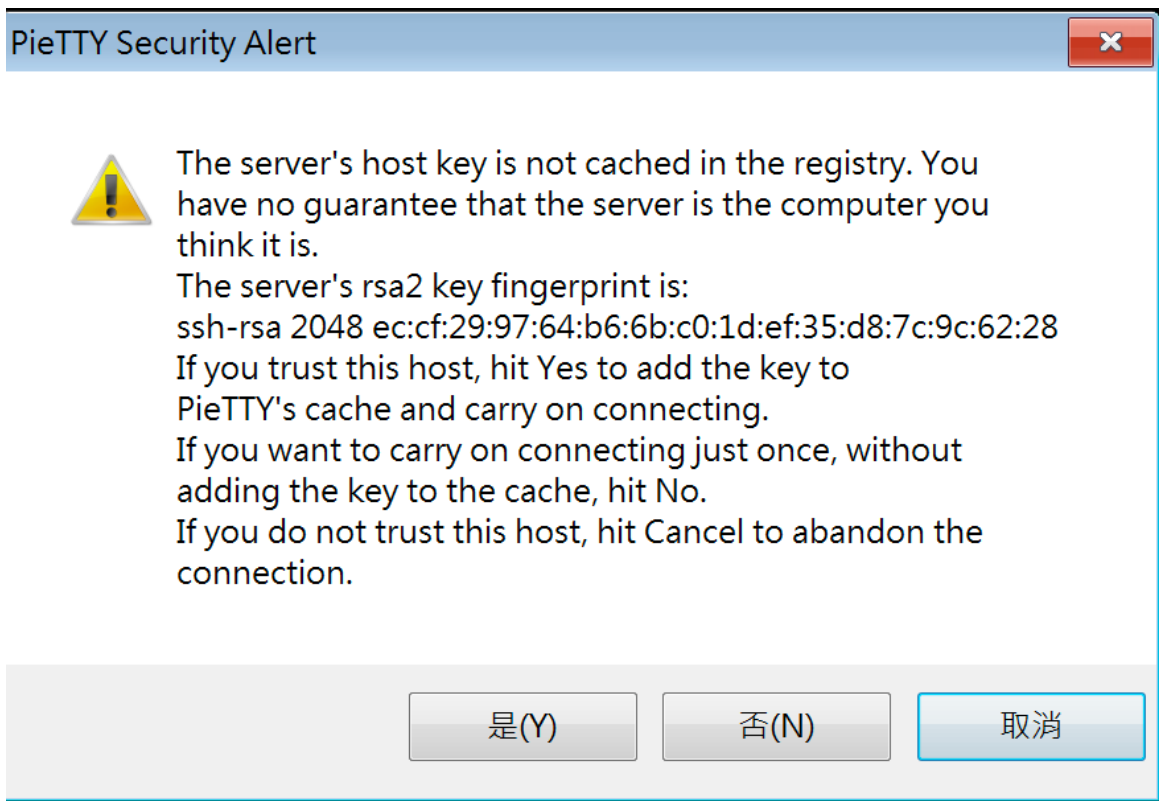 PieTTY Security Alert
The server's host key is not cached in the registry. You
have no guarantee that the server is the computer you
think it is.
The server's rsa2 key fingerprint is:
ssh-rsa 2048 ec:cf:29:97:64:b6:6b:c0:1d:ef:35:d8:7c:9c:62:28
If you trust this host, hit Yes to add the key to
PieTTY's cache and carry on connecting.
If you want to carry on connecting just once, without
adding the key to the cache, hit No.
If you do not trust this host, hit Cancel to abandon the
connection.
是(Y)
否(N)
取消